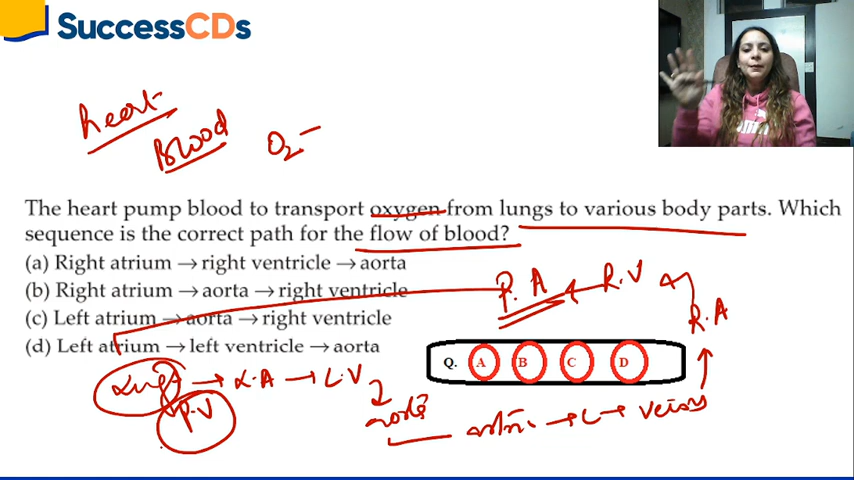 SuccessCDs
heart
Blood O2
The heart pump blood to transport oxygen from lungs to various body parts. Which
sequence is the correct path for the flow of blood?
(a) Right atrium → right ventricle → aorta
(b) Right atrium → aorta → right ventricle
(c) Left atrium → aorta → right ventricle
(d) Left atrium → left ventricle → aorta
P.A ← R.V
R.A
Q. A B C D
Lungs → L.A → L.V
P.V
aorta